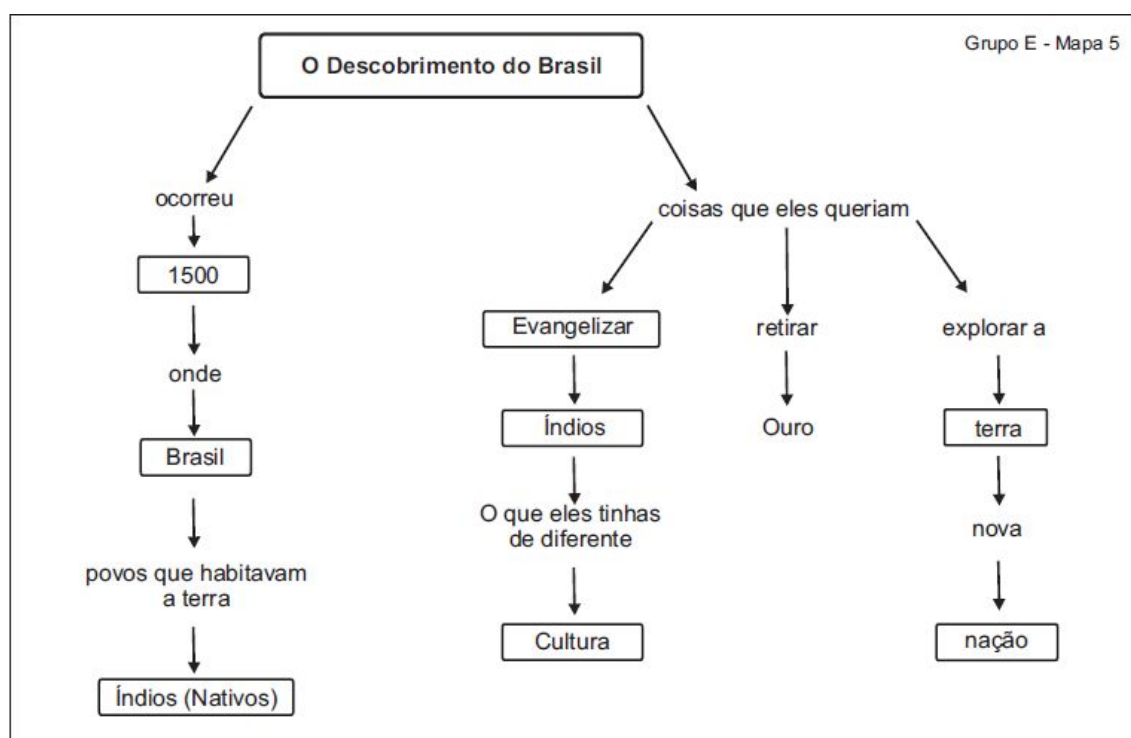 Grupo E - Mapa 5
O Descobrimento do Brasil
ocorreu
1500
onde
Brasil
povos que habitavam
a terra
Índios (Nativos)
coisas que eles queriam
Evangelizar
Índios
O que eles tinhas
de diferente
Cultura
retirar
Ouro
explorar a
terra
nova
nação